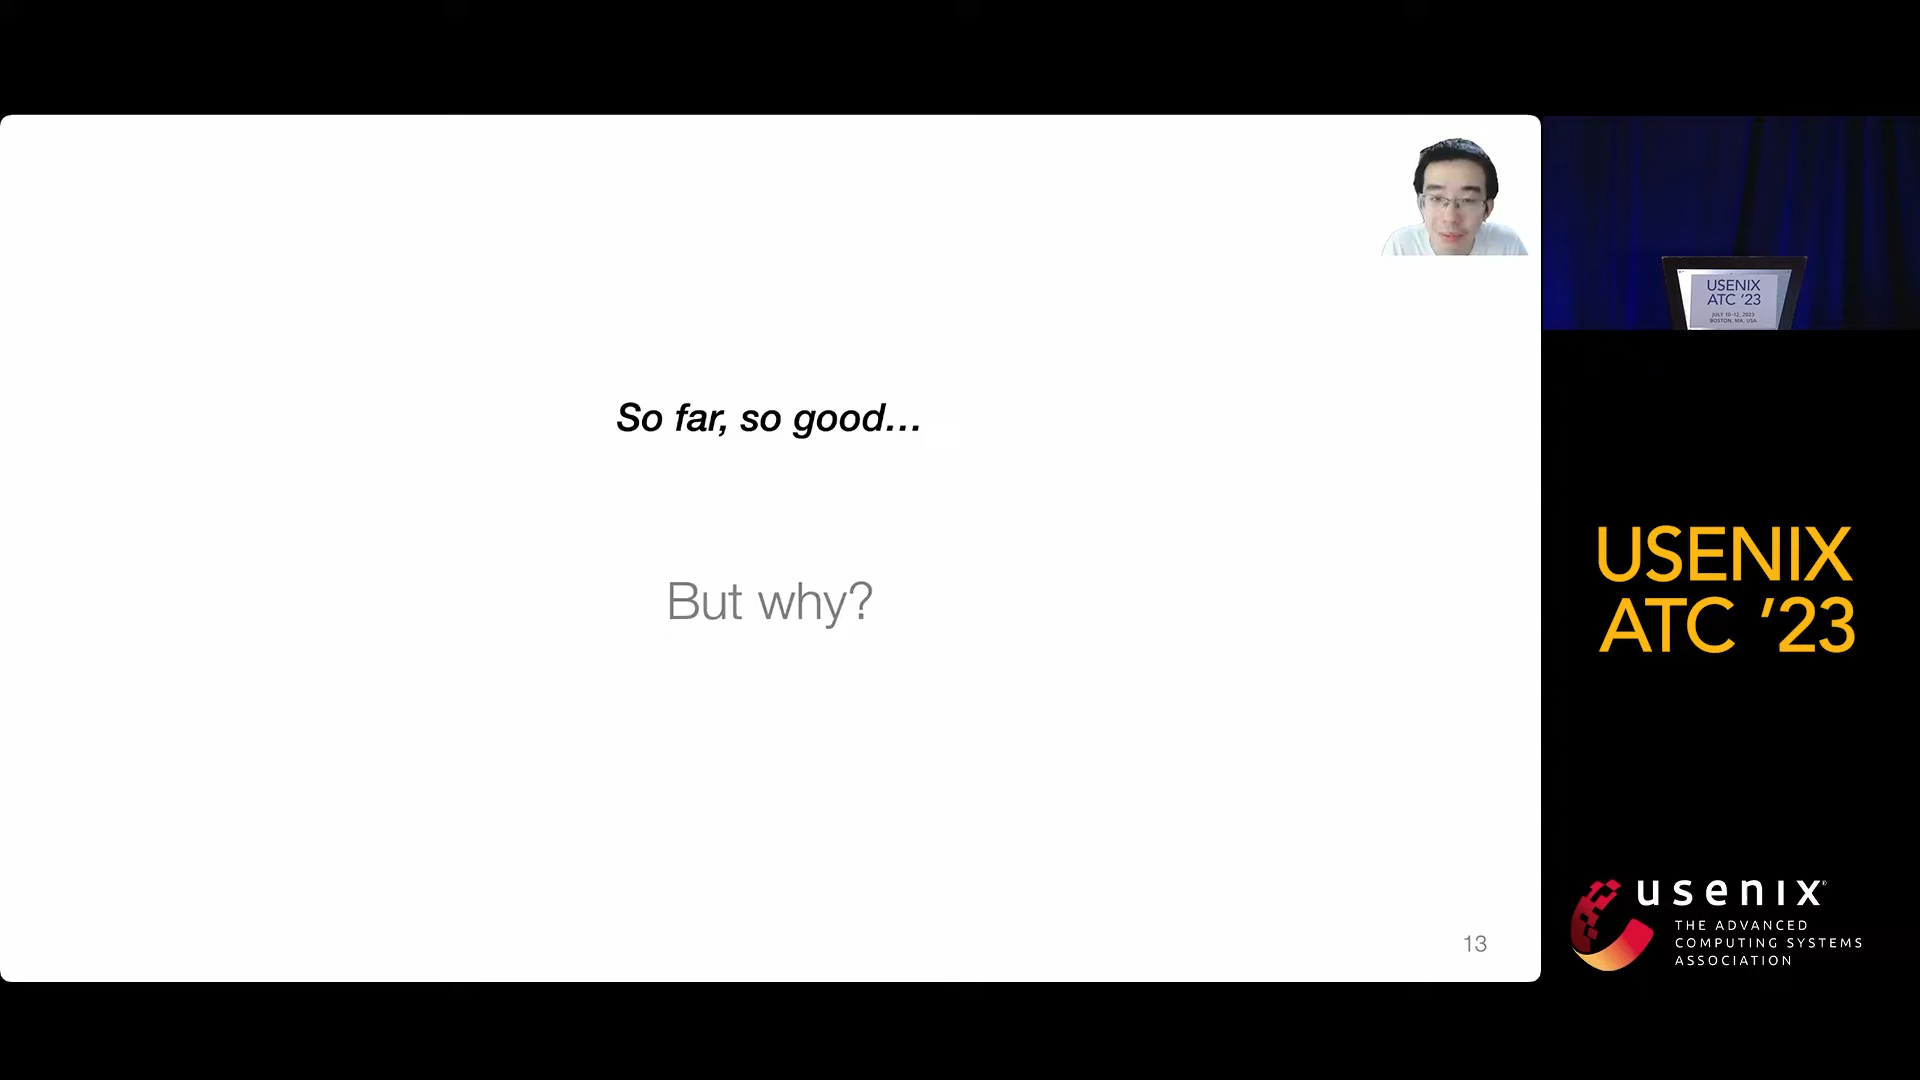 So far, so good...
But why?
13
USENIX
ATC '23
JULY 10–12, 2023
BOSTON, MA, USA
USENIX
ATC '23
usenix®
THE ADVANCED
COMPUTING SYSTEMS
ASSOCIATION